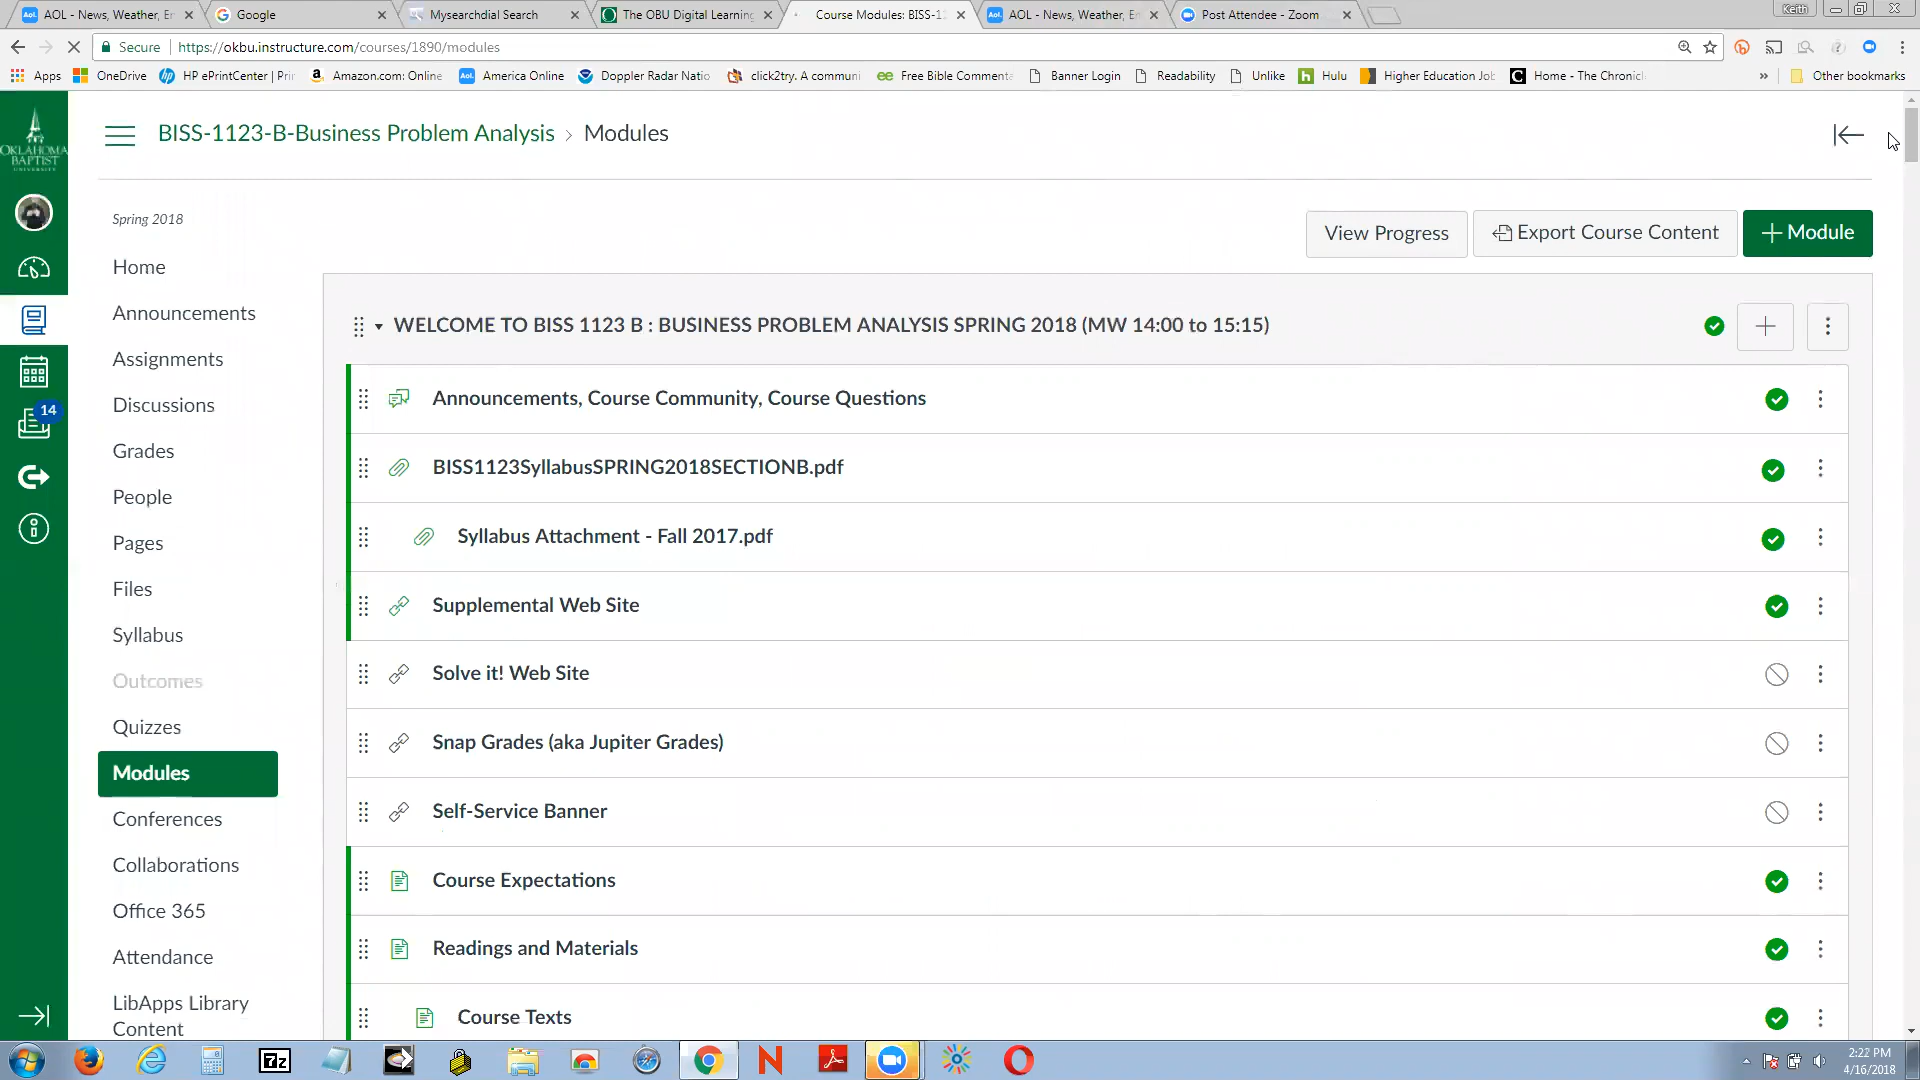 AOL - News, Weather, En
Google
Mysearchdial Search
The OBU Digital Learning
Course Modules: BISS-1
AOL - News, Weather, En
Post Attendee - Zoom
Keith
Secure
https://okbu.instructure.com/courses/1890/modules
Apps
OneDrive
HP ePrintCenter | Pri
Amazon.com: Online
America Online
Doppler Radar Natio
click2try. A communi
Free Bible Comment
Banner Login
Readability
Unlike
Hulu
Higher Education Jo
Home - The Chronicl
»
Other bookmarks
OKLAHOMA
BAPTIST
UNIVERSITY
BISS-1123-B-Business Problem Analysis › Modules
Spring 2018
View Progress
Export Course Content
+ Module
Home
Announcements
Assignments
Discussions
14
Grades
People
Pages
Files
Syllabus
Outcomes
Quizzes
Modules
Conferences
Collaborations
Office 365
Attendance
LibApps Library
Content
WELCOME TO BISS 1123 B : BUSINESS PROBLEM ANALYSIS SPRING 2018 (MW 14:00 to 15:15)
Announcements, Course Community, Course Questions
BISS1123SyllabusSPRING2018SECTIONB.pdf
Syllabus Attachment - Fall 2017.pdf
Supplemental Web Site
Solve it! Web Site
Snap Grades (aka Jupiter Grades)
Self-Service Banner
Course Expectations
Readings and Materials
Course Texts
7z
2:22 PM
4/16/2018